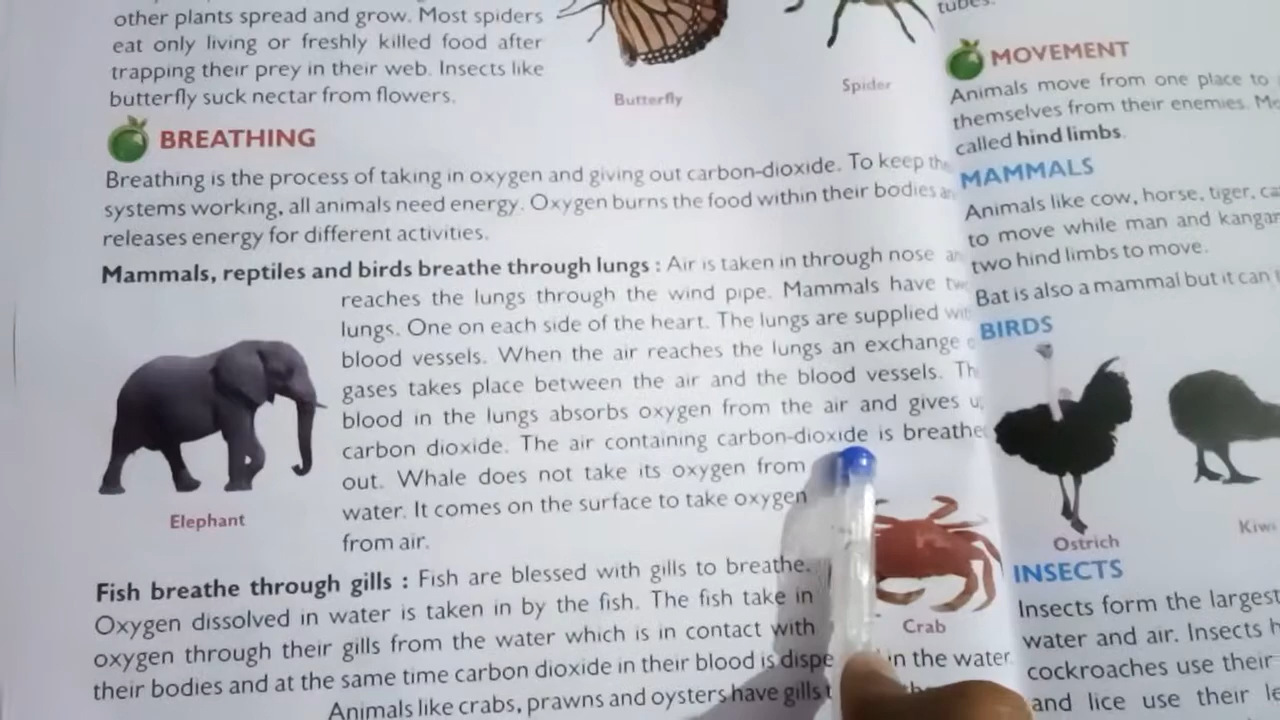 other plants spread and grow. Most spiders
eat only living or freshly killed food after
trapping their prey in their web. Insects like
butterfly suck nectar from flowers.
Butterfly
Spider
BREATHING
Breathing is the process of taking in oxygen and giving out carbon-dioxide. To keep the
systems working, all animals need energy. Oxygen burns the food within their bodies
releases energy for different activities.
Mammals, reptiles and birds breathe through lungs : Air is taken in through nose
reaches the lungs through the wind pipe. Mammals have
lungs. One on each side of the heart. The lungs are supplied
blood vessels. When the air reaches the lungs an exchange
gases takes place between the air and the blood vessels.
blood in the lungs absorbs oxygen from the air and gives
carbon dioxide. The air containing carbon-dioxide is breathe
out. Whale does not take its oxygen from
water. It comes on the surface to take oxygen
from air.
Elephant
Fish breathe through gills : Fish are blessed with gills to breathe.
Oxygen dissolved in water is taken in by the fish. The fish take in
oxygen through their gills from the water which is in contact with
their bodies and at the same time carbon dioxide in their blood is in the water.
Animals like crabs, prawns and oysters have gills
Crab
tubes.
MOVEMENT
Animals move from one place to
themselves from their enemies.
called hind limbs.
MAMMALS
Animals like cow, horse, tiger,
to move while man and
two hind limbs to move.
Bat is also a mammal but it can
BIRDS
Ostrich
Kiwi
INSECTS
Insects form the largest
water and air. Insects
cockroaches use their
and lice use their